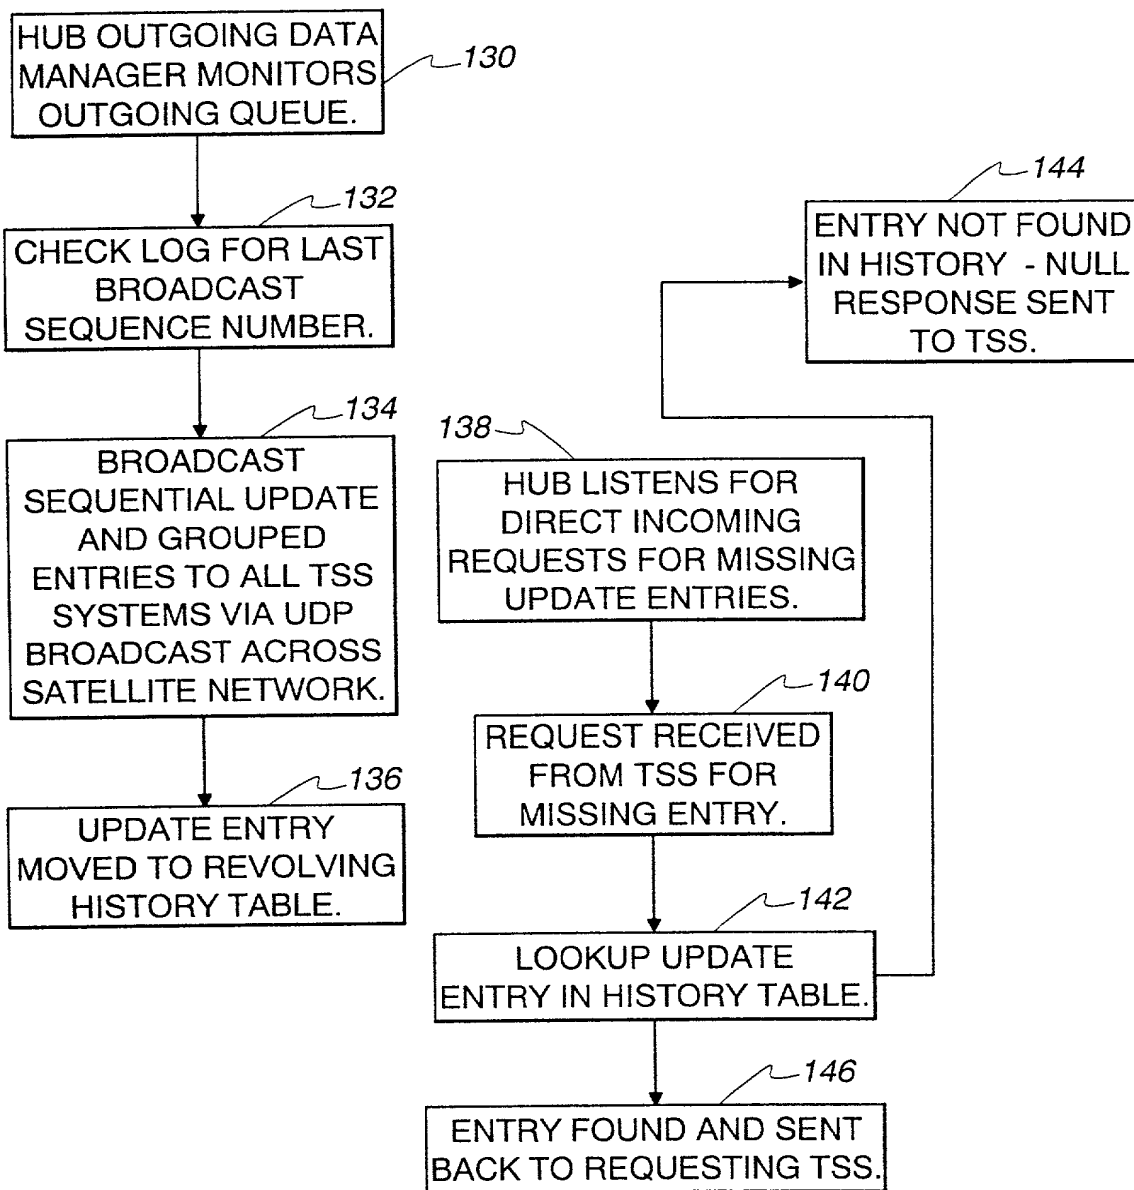 HUB OUTGOING DATA
MANAGER MONITORS
OUTGOING QUEUE.
130
132
CHECK LOG FOR LAST
BROADCAST
SEQUENCE NUMBER.
134
BROADCAST
SEQUENTIAL UPDATE
AND GROUPED
ENTRIES TO ALL TSS
SYSTEMS VIA UDP
BROADCAST ACROSS
SATELLITE NETWORK.
136
UPDATE ENTRY
MOVED TO REVOLVING
HISTORY TABLE.
138
HUB LISTENS FOR
DIRECT INCOMING
REQUESTS FOR MISSING
UPDATE ENTRIES.
140
REQUEST RECEIVED
FROM TSS FOR
MISSING ENTRY.
142
LOOKUP UPDATE
ENTRY IN HISTORY TABLE.
144
ENTRY NOT FOUND
IN HISTORY - NULL
RESPONSE SENT
TO TSS.
146
ENTRY FOUND AND SENT
BACK TO REQUESTING TSS.